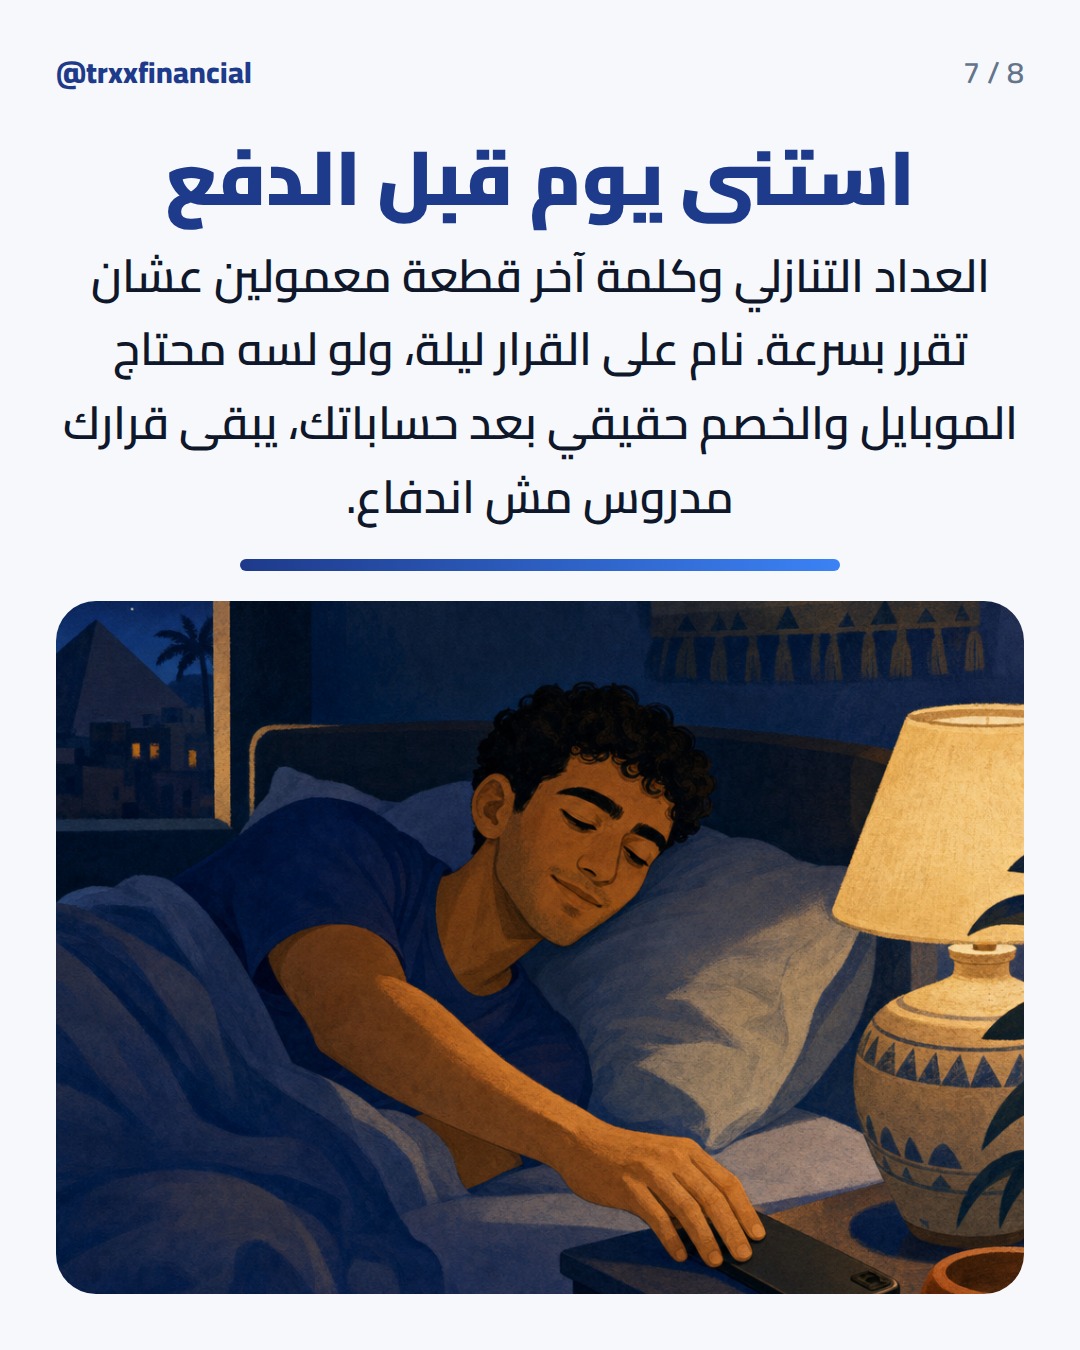 @trxxfinancial
7 / 8
استنى يوم قبل الدفع
العداد التنازلي وكلمة آخر قطعة معمولين عشان
تقرر بسرعة. نام على القرار ليلة، ولو لسه محتاج
الموبايل والخصم حقيقي بعد حساباتك، يبقى قرارك
مدروس مش اندفاع.